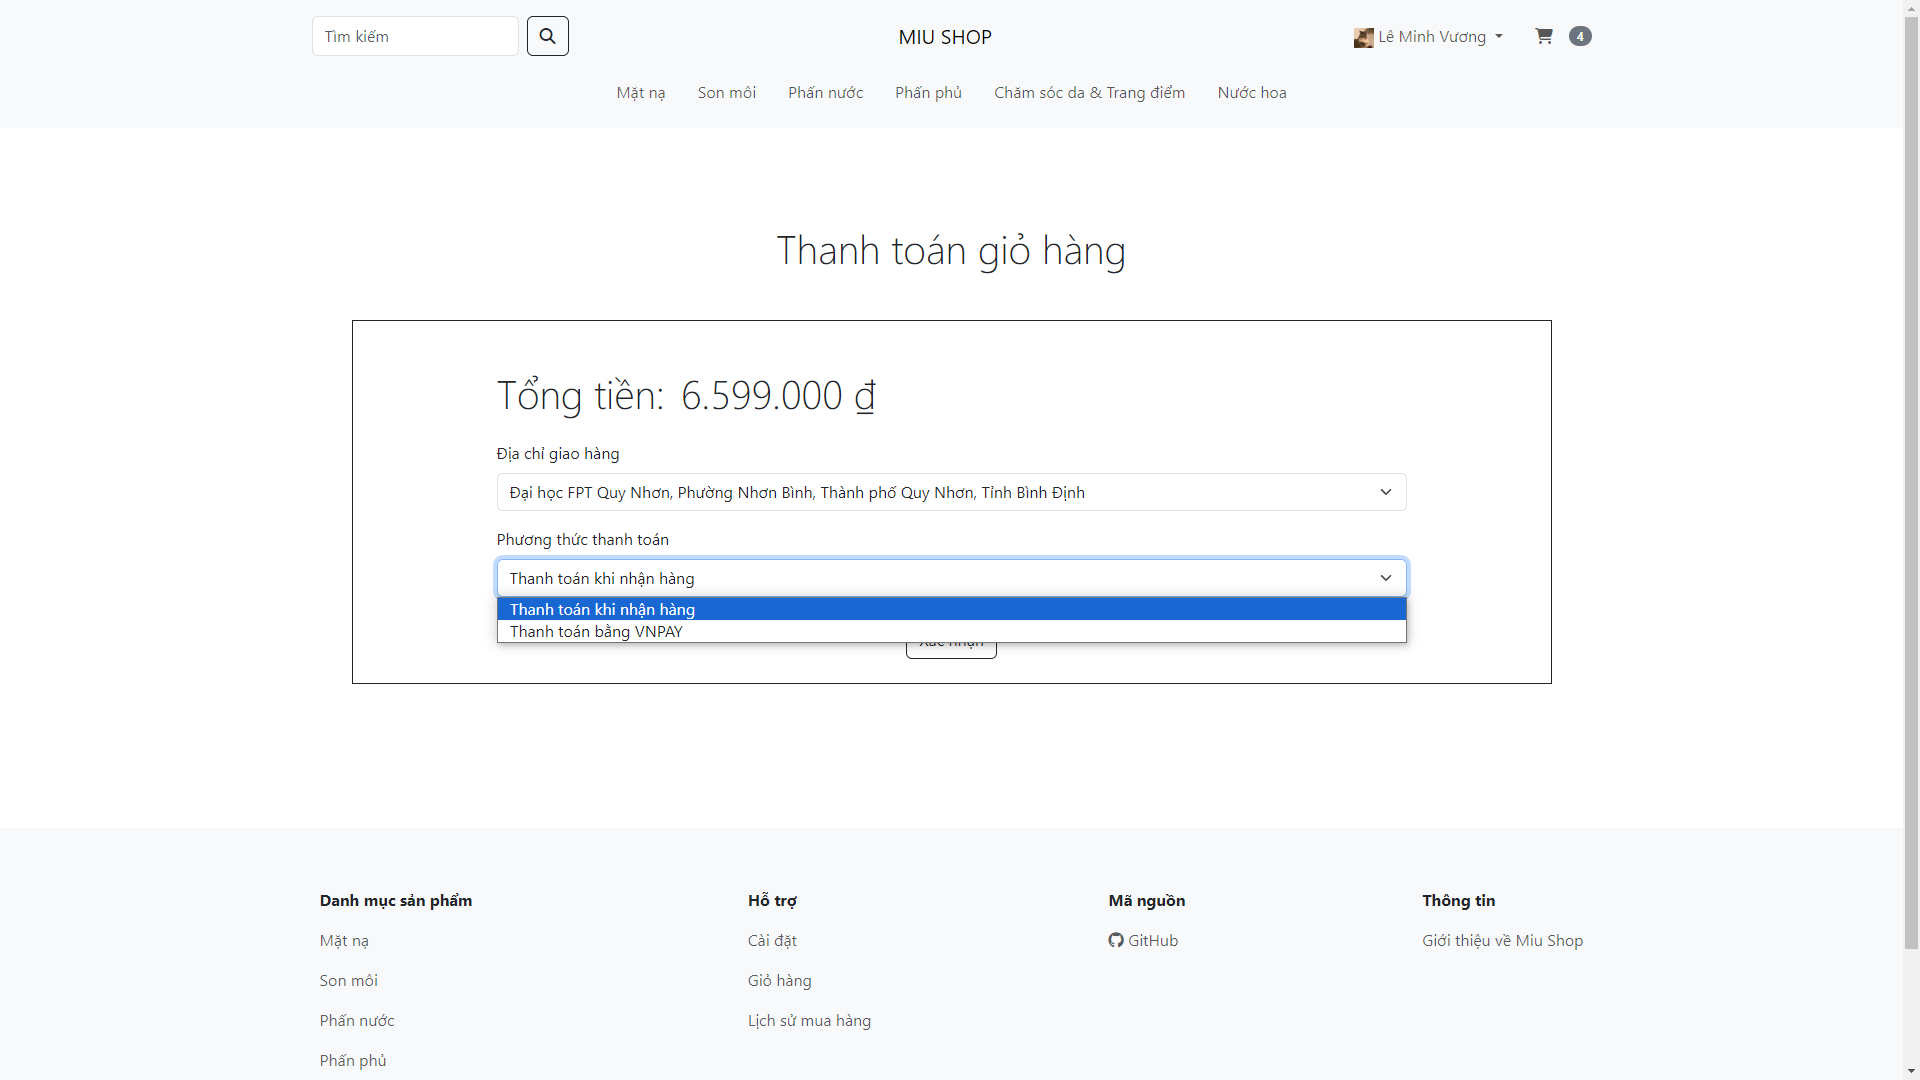 Tìm kiếm
MIU SHOP
Lê Minh Vương
4
Mặt nạ
Son môi
Phấn nước
Phấn phủ
Chăm sóc da & Trang điểm
Nước hoa
Thanh toán giỏ hàng
Tổng tiền: 6.599.000 ₫
Địa chỉ giao hàng
Đại học FPT Quy Nhơn, Phường Nhơn Bình, Thành phố Quy Nhơn, Tỉnh Bình Định
Phương thức thanh toán
Thanh toán khi nhận hàng
Thanh toán khi nhận hàng
Thanh toán bằng VNPAY
Xác nhận
Danh mục sản phẩm
Mặt nạ
Son môi
Phấn nước
Phấn phủ
Hỗ trợ
Cài đặt
Giỏ hàng
Lịch sử mua hàng
Mã nguồn
GitHub
Thông tin
Giới thiệu về Miu Shop